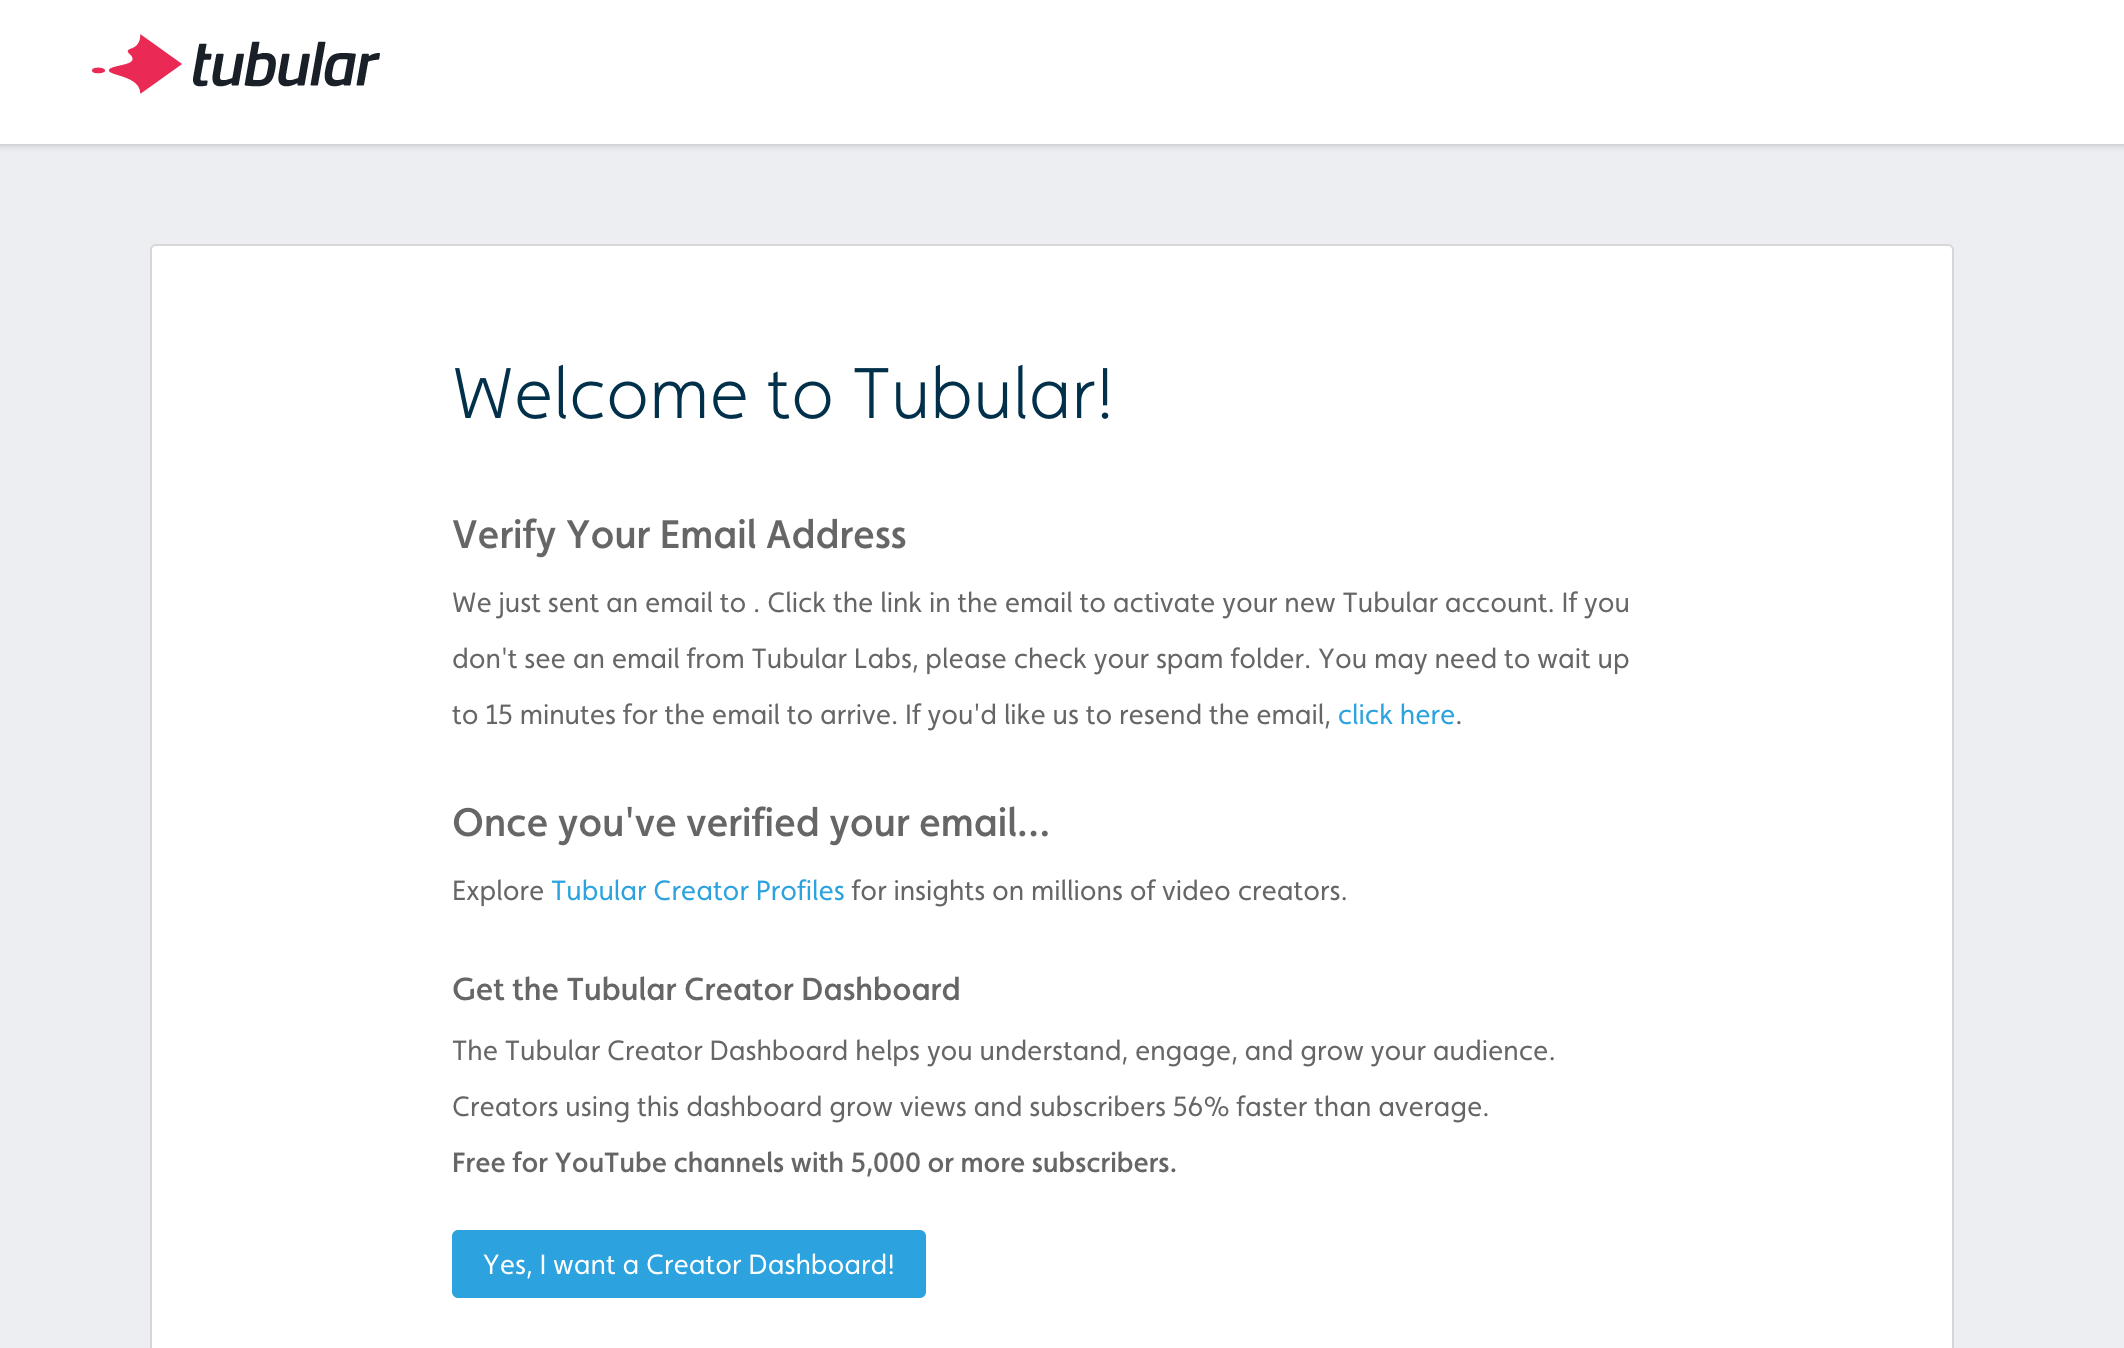 tubular
Welcome to Tubular!
Verify Your Email Address
We just sent an email to . Click the link in the email to activate your new Tubular account. If you
don't see an email from Tubular Labs, please check your spam folder. You may need to wait up
to 15 minutes for the email to arrive. If you'd like us to resend the email, click here.
Once you've verified your email...
Explore Tubular Creator Profiles for insights on millions of video creators.
Get the Tubular Creator Dashboard
The Tubular Creator Dashboard helps you understand, engage, and grow your audience.
Creators using this dashboard grow views and subscribers 56% faster than average.
Free for YouTube channels with 5,000 or more subscribers.
Yes, I want a Creator Dashboard!